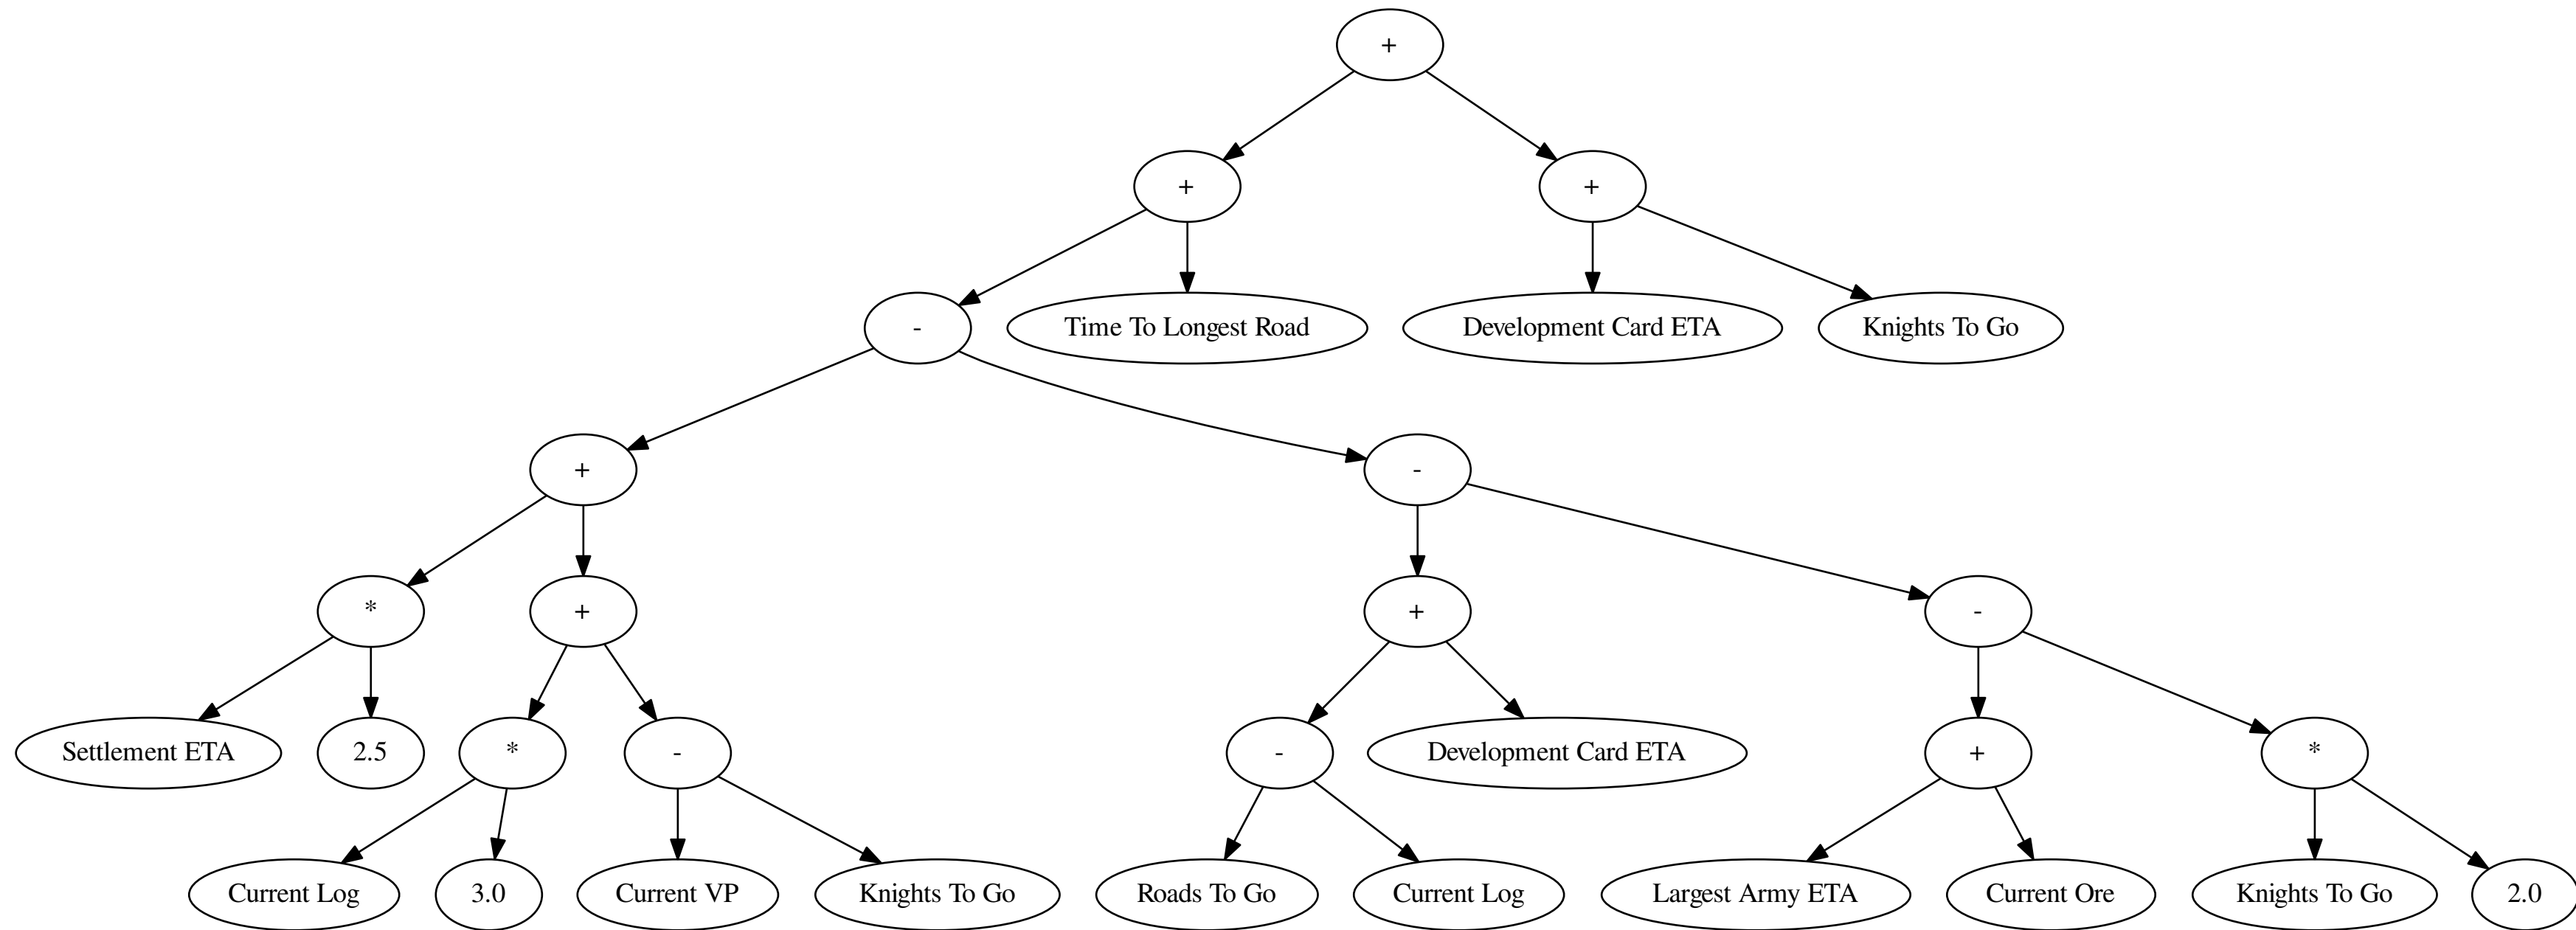 +
+
+
-
Time To Longest Road
Development Card ETA
Knights To Go
+
-
*
+
+
-
Settlement ETA
2.5
*
-
-
Development Card ETA
+
*
Current Log
3.0
Current VP
Knights To Go
Roads To Go
Current Log
Largest Army ETA
Current Ore
Knights To Go
2.0